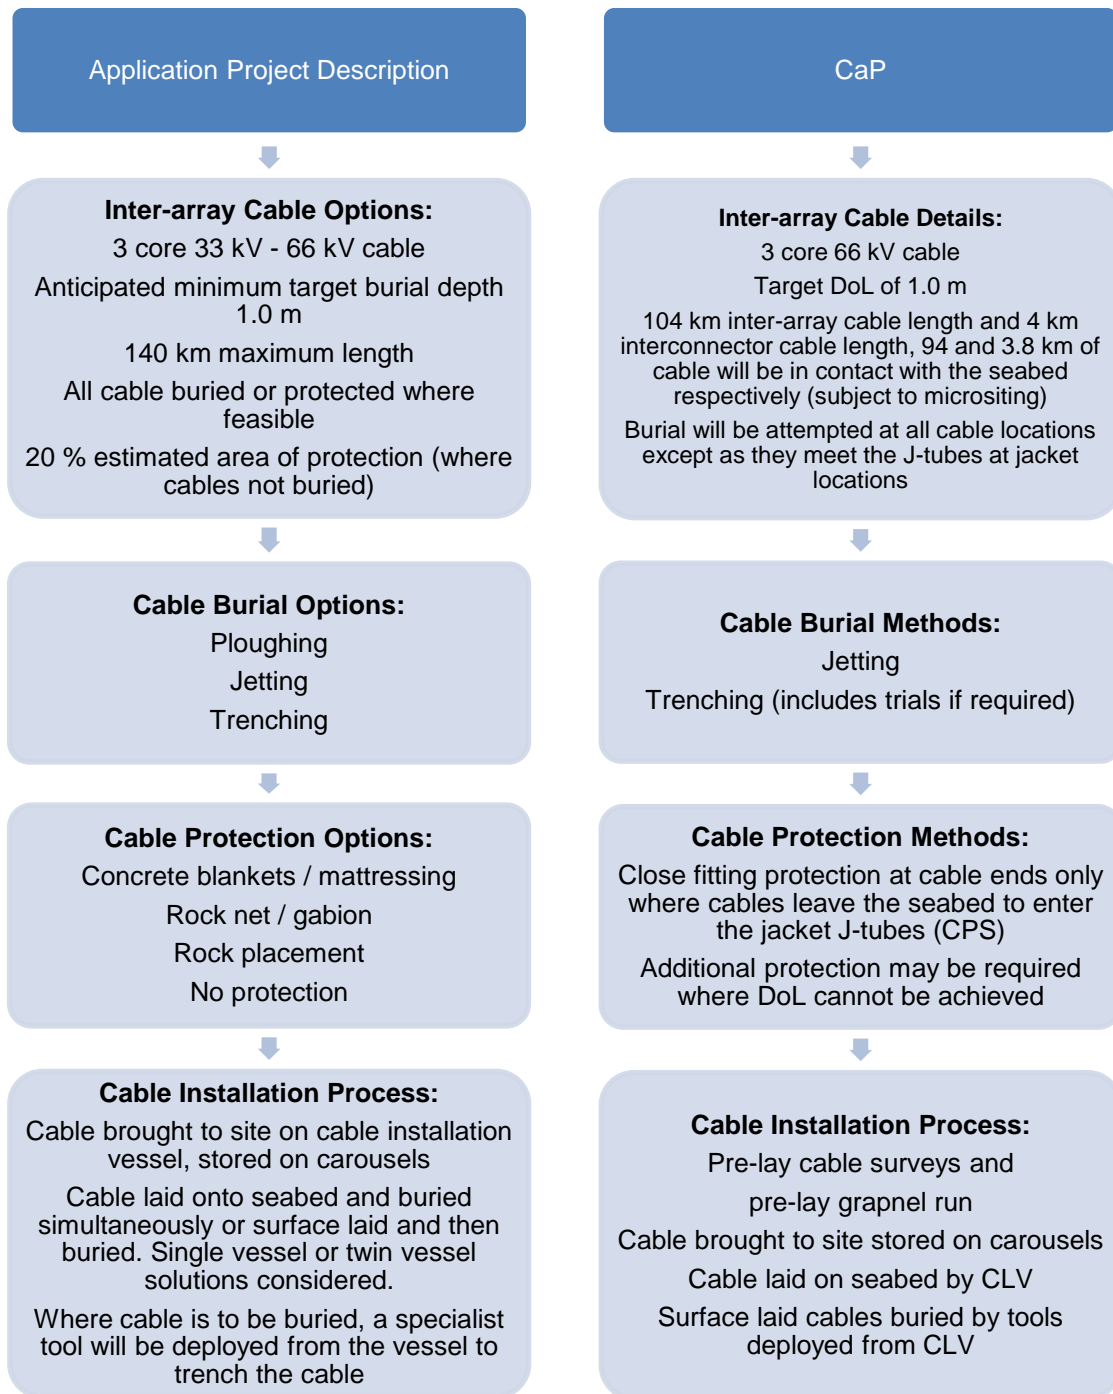 Application Project Description
Inter-array Cable Options:
3 core 33 kV - 66 kV cable
Anticipated minimum target burial depth
1.0 m
140 km maximum length
All cable buried or protected where
feasible
20 % estimated area of protection (where
cables not buried)
Cable Burial Options:
Ploughing
Jetting
Trenching
Cable Protection Options:
Concrete blankets / mattressing
Rock net / gabion
Rock placement
No protection
Cable Installation Process:
Cable brought to site on cable installation
vessel, stored on carousels
Cable laid onto seabed and buried
simultaneously or surface laid and then
buried. Single vessel or twin vessel
solutions considered.
Where cable is to be buried, a specialist
tool will be deployed from the vessel to
trench the cable
CaP
Inter-array Cable Details:
3 core 66 kV cable
Target DoL of 1.0 m
104 km inter-array cable length and 4 km
interconnector cable length, 94 and 3.8 km of
cable will be in contact with the seabed
respectively (subject to micrositing)
Burial will be attempted at all cable locations
except as they meet the J-tubes at jacket
locations
Cable Burial Methods:
Jetting
Trenching (includes trials if required)
Cable Protection Methods:
Close fitting protection at cable ends only
where cables leave the seabed to enter
the jacket J-tubes (CPS)
Additional protection may be required
where DoL cannot be achieved
Cable Installation Process:
Pre-lay cable surveys and
pre-lay grapnel run
Cable brought to site stored on carousels
Cable laid on seabed by CLV
Surface laid cables buried by tools
deployed from CLV